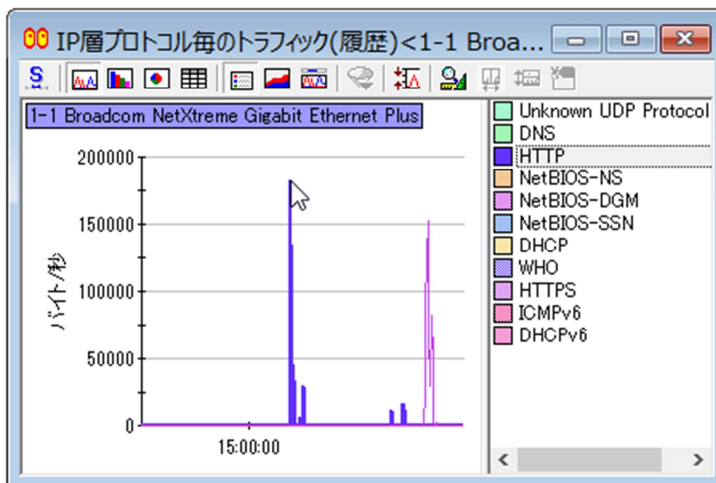 IP層プロトコル毎のトラフィック(履歴)<1-1 Broa...
S
1-1 Broadcom NetXtreme Gigabit Ethernet Plus
200000
150000
100000
50000
0
バイト/秒
15:00:00
Unknown UDP Protocol
DNS
HTTP
NetBIOS-NS
NetBIOS-DGM
NetBIOS-SSN
DHCP
WHO
HTTPS
ICMPv6
DHCPv6